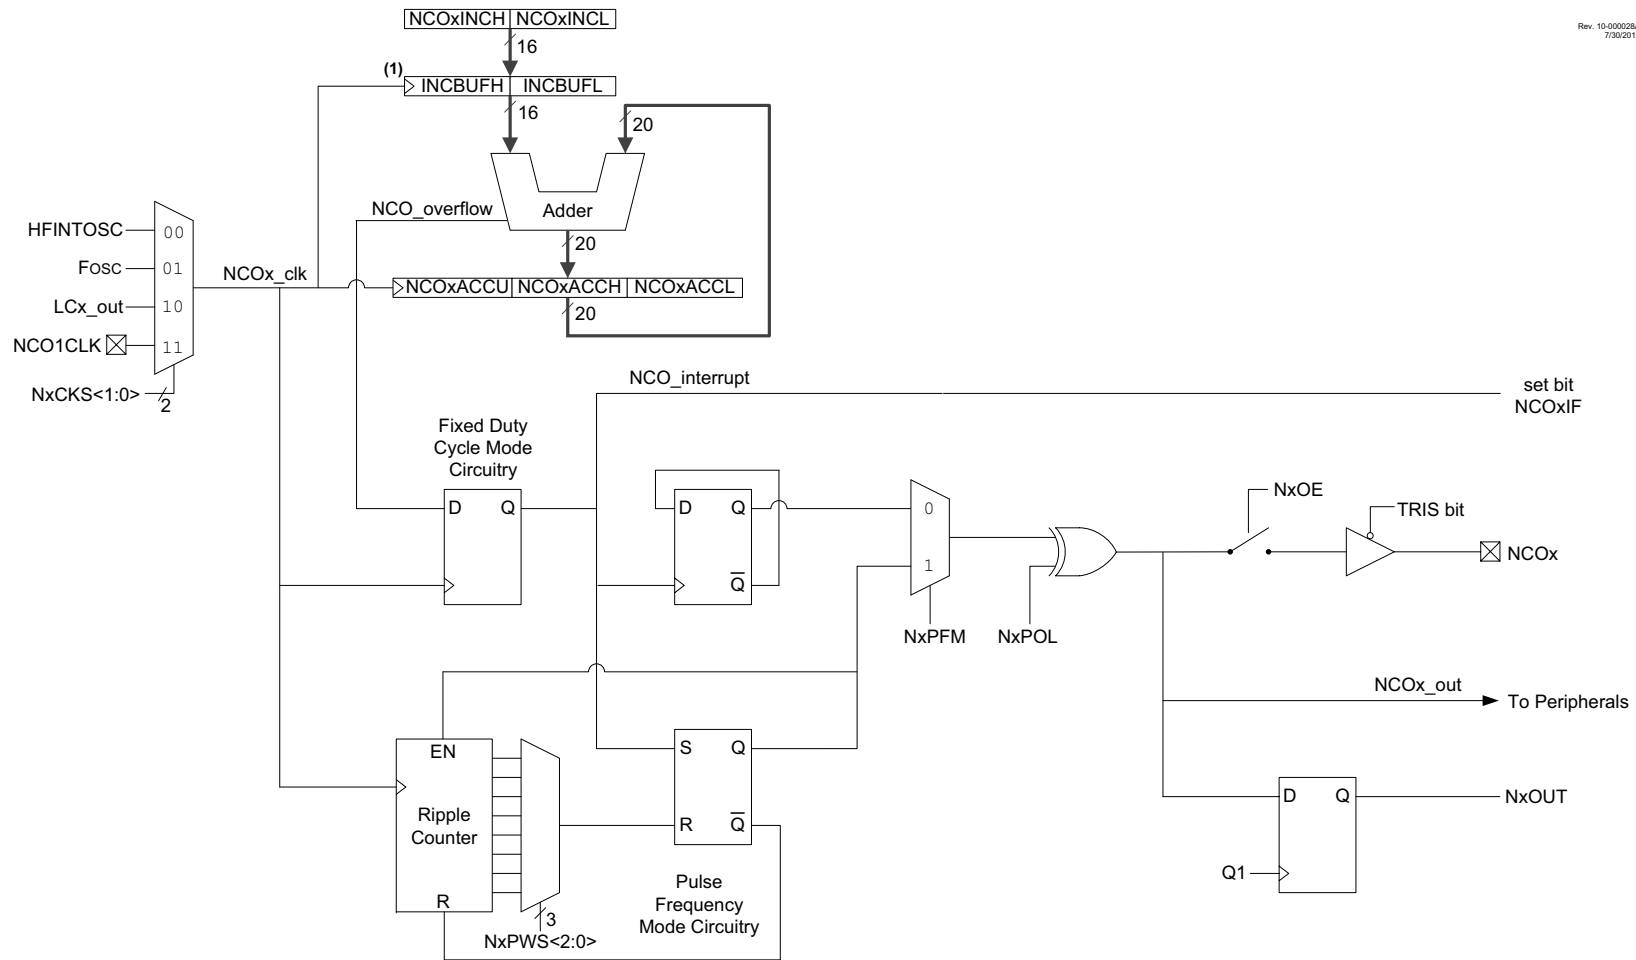 NCOxINCH NCOxINCL
Rev. 10-000028
7/30/201
16
(1)
INCBUFH INCBUFL
16
20
NCO_overflow
Adder
HFINTOSC
00
20
FOSC
01
NCOx_clk
NCOxACCU NCOxACCH NCOxACCL
LCx_out
10
20
NCO1CLK
11
NxCKS<1:0>
2
NCO_interrupt
set bit
NCOxIF
Fixed Duty
Cycle Mode
Circuitry
D Q
D Q
0
NxOE
TRIS bit
NCOx
1
Q
NxPFM
NxPOL
NCOx_out
To Peripherals
EN
S Q
Ripple
Counter
R Q
D Q
NxOUT
Q1
R
3
NxPWS<2:0>
Pulse
Frequency
Mode Circuitry